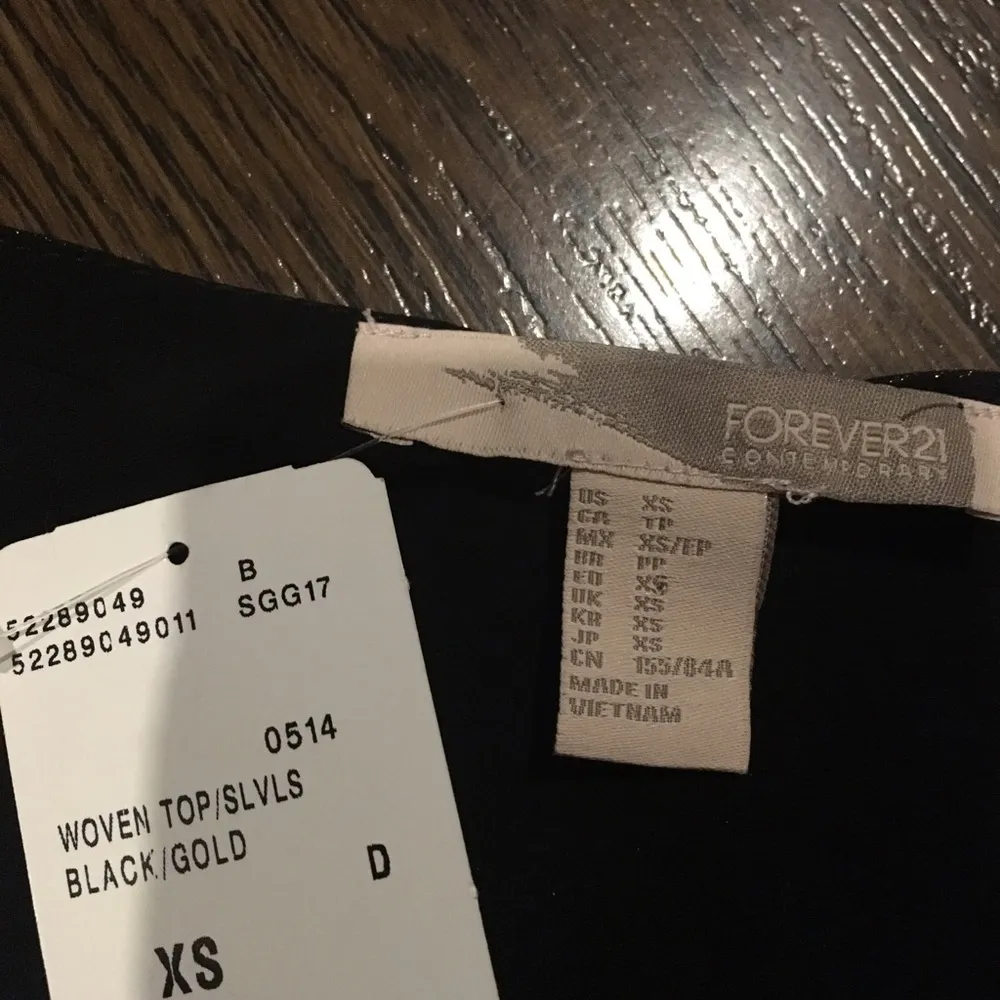 FOREVER21
CONTEMPORARY
US XS
CA TP
MX XS/EP
BR PP
EU XS
UK XS
KR XS
JP XS
CN 155/84A
MADE IN
VIETNAM
B
52289049
SGG17
52289049011
0514
WOVEN TOP/SLVLS
BLACK/GOLD
D
XS